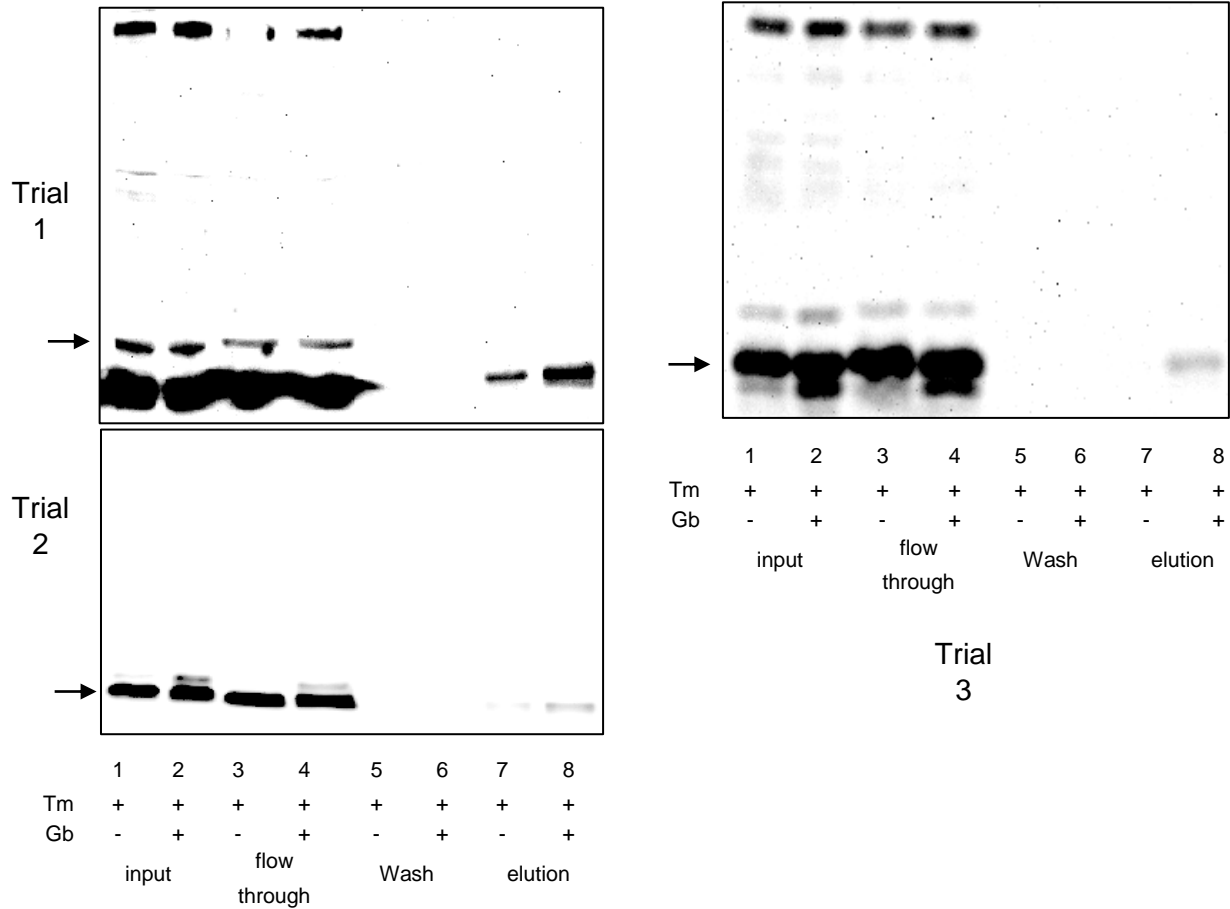 Trial
1
Trial
2
1 2 3 4 5 6 7 8
Tm + + + + + + + +
Gb - + - + - + - +
input flow through Wash elution
1 2 3 4 5 6 7 8
Tm + + + + + + + +
Gb - + - + - + - +
input flow through Wash elution
Trial
3